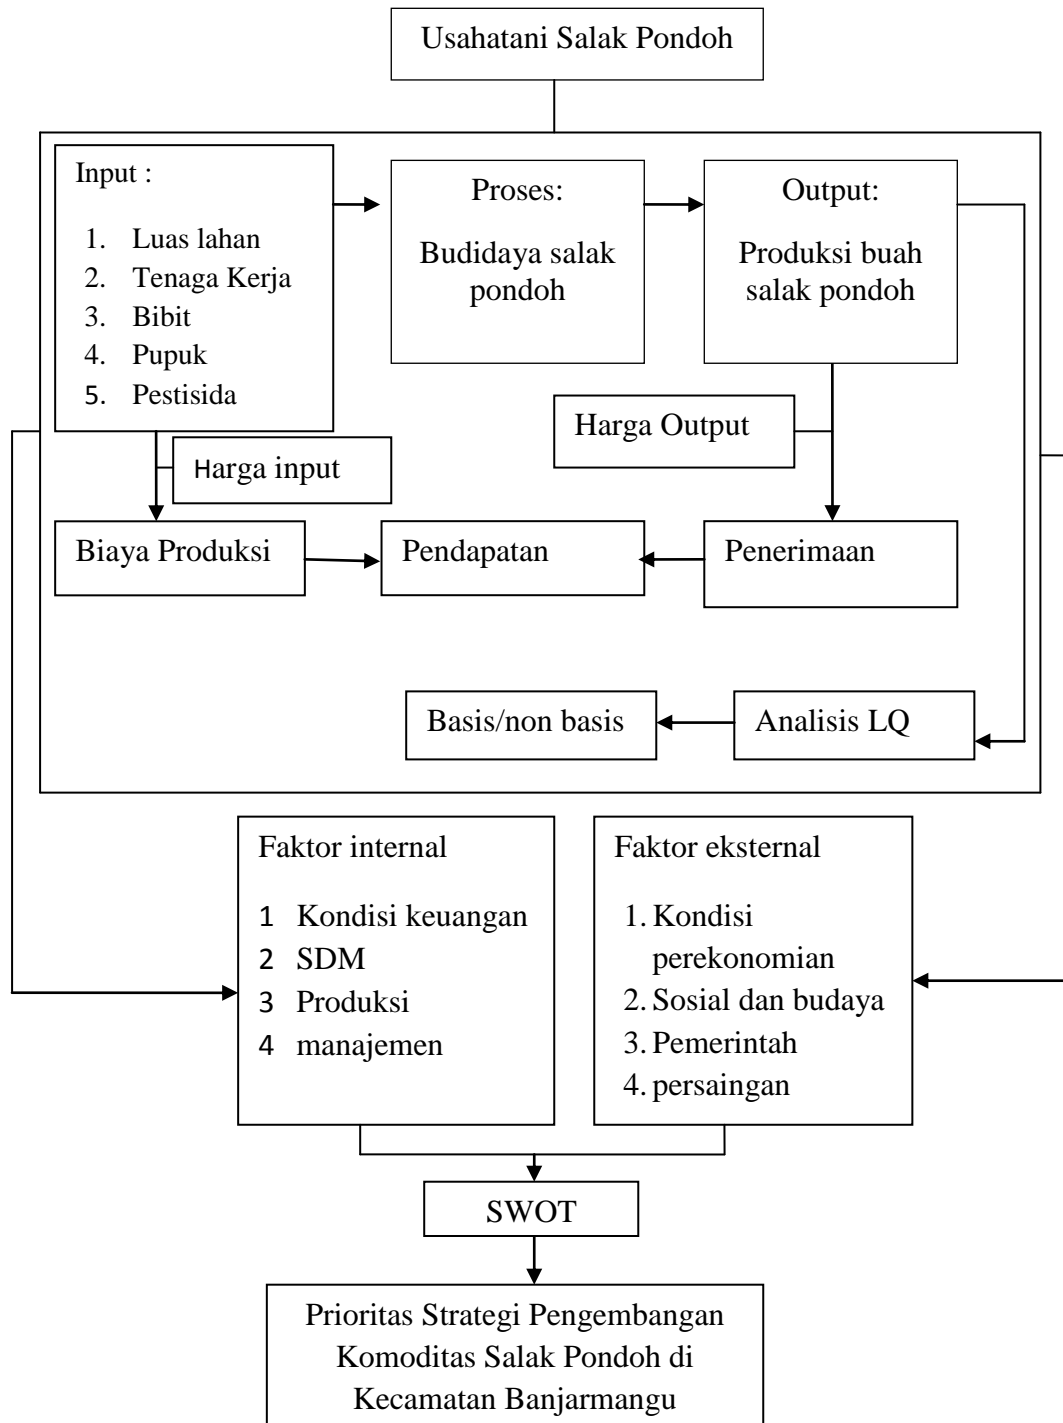 Usahatani Salak Pondoh
Input :
1. Luas lahan
2. Tenaga Kerja
3. Bibit
4. Pupuk
5. Pestisida
Proses:
Budidaya salak
pondoh
Output:
Produksi buah
salak pondoh
Harga input
Harga Output
Biaya Produksi
Pendapatan
Penerimaan
Basis/non basis
Analisis LQ
Faktor internal
1 Kondisi keuangan
2 SDM
3 Produksi
4 manajemen
Faktor eksternal
1. Kondisi
perekonomian
2. Sosial dan budaya
3. Pemerintah
4. persaingan
SWOT
Prioritas Strategi Pengembangan
Komoditas Salak Pondoh di
Kecamatan Banjarmangu